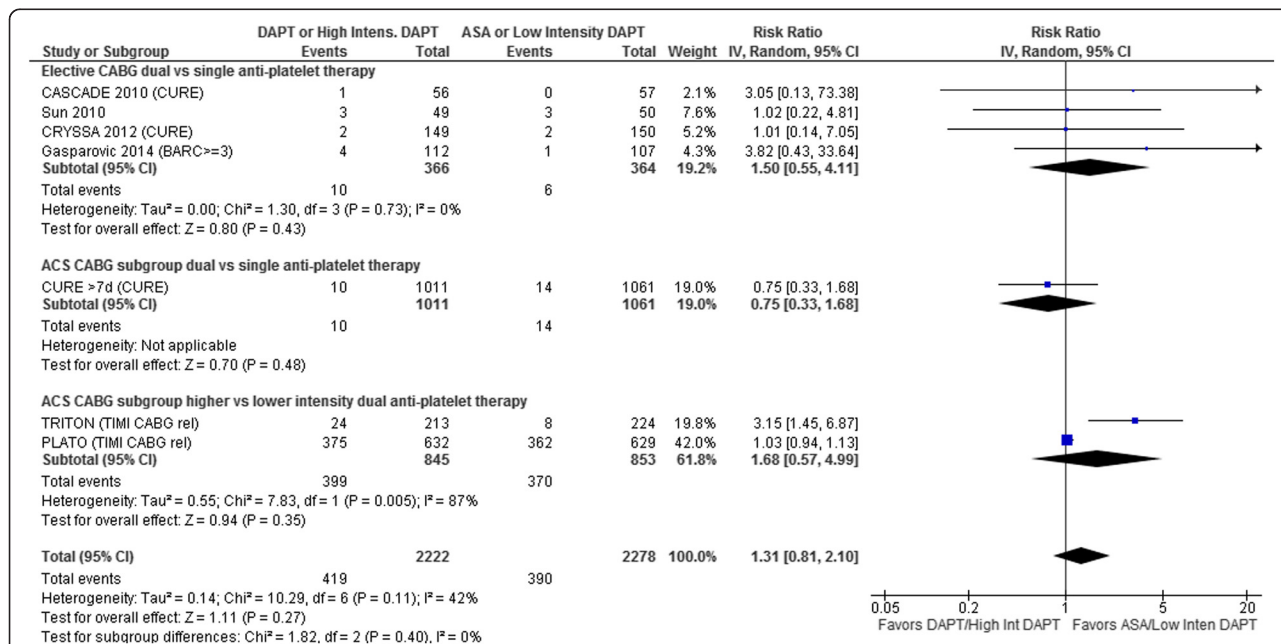 DAPT or High Intens. DAPT ASA or Low Intensity DAPT Risk Ratio Risk Ratio
Study or Subgroup Events Total Events Total Weight IV, Random, 95% CI IV, Random, 95% CI
Elective CABG dual vs single anti-platelet therapy
CASCADE 2010 (CURE) 1 56 0 57 2.1% 3.05 [0.13, 73.38]
Sun 2010 3 49 3 50 7.6% 1.02 [0.22, 4.81]
CRYSSA 2012 (CURE) 2 149 2 150 5.2% 1.01 [0.14, 7.05]
Gasparovic 2014 (BARC>=3) 4 112 1 107 4.3% 3.82 [0.43, 33.64]
Subtotal (95% CI) 366 364 19.2% 1.50 [0.55, 4.11]
Total events 10 6
Heterogeneity: Tau² = 0.00; Chi² = 1.30, df = 3 (P = 0.73); I² = 0%
Test for overall effect: Z = 0.80 (P = 0.43)
ACS CABG subgroup dual vs single anti-platelet therapy
CURE >7d (CURE) 10 1011 14 1061 19.0% 0.75 [0.33, 1.68]
Subtotal (95% CI) 1011 1061 19.0% 0.75 [0.33, 1.68]
Total events 10 14
Heterogeneity: Not applicable
Test for overall effect: Z = 0.70 (P = 0.48)
ACS CABG subgroup higher vs lower intensity dual anti-platelet therapy
TRITON (TIMI CABG rel) 24 213 8 224 19.8% 3.15 [1.45, 6.87]
PLATO (TIMI CABG rel) 375 632 362 629 42.0% 1.03 [0.94, 1.13]
Subtotal (95% CI) 845 853 61.8% 1.68 [0.57, 4.99]
Total events 399 370
Heterogeneity: Tau² = 0.55; Chi² = 7.83, df = 1 (P = 0.005); I² = 87%
Test for overall effect: Z = 0.94 (P = 0.35)
Total (95% CI) 2222 2278 100.0% 1.31 [0.81, 2.10]
Total events 419 390
Heterogeneity: Tau² = 0.14; Chi² = 10.29, df = 6 (P = 0.11); I² = 42%
Test for overall effect: Z = 1.11 (P = 0.27)
Test for subgroup differences: Chi² = 1.82, df = 2 (P = 0.40), I² = 0%
0.05 0.2 1 5 20
Favors DAPT/High Int DAPT Favors ASA/Low Inten DAPT